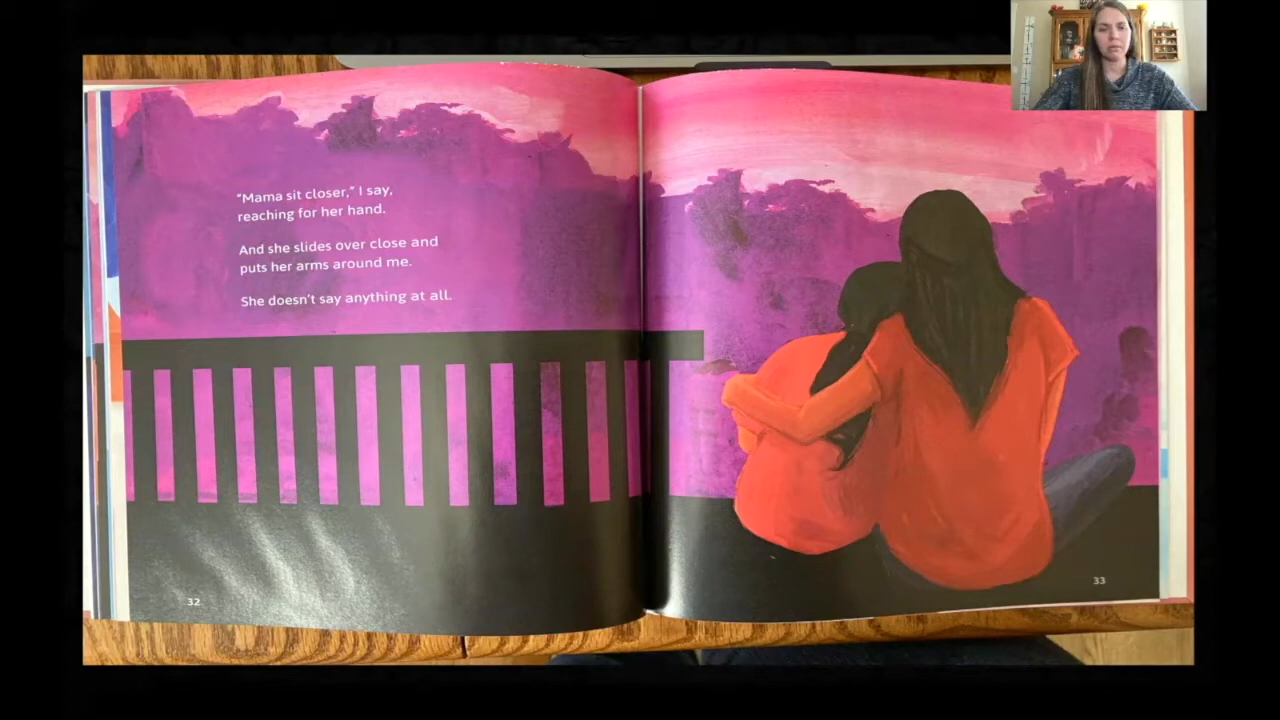 "Mama sit closer," I say,
reaching for her hand.
And she slides over close and
puts her arms around me.
She doesn't say anything at all.
32
33